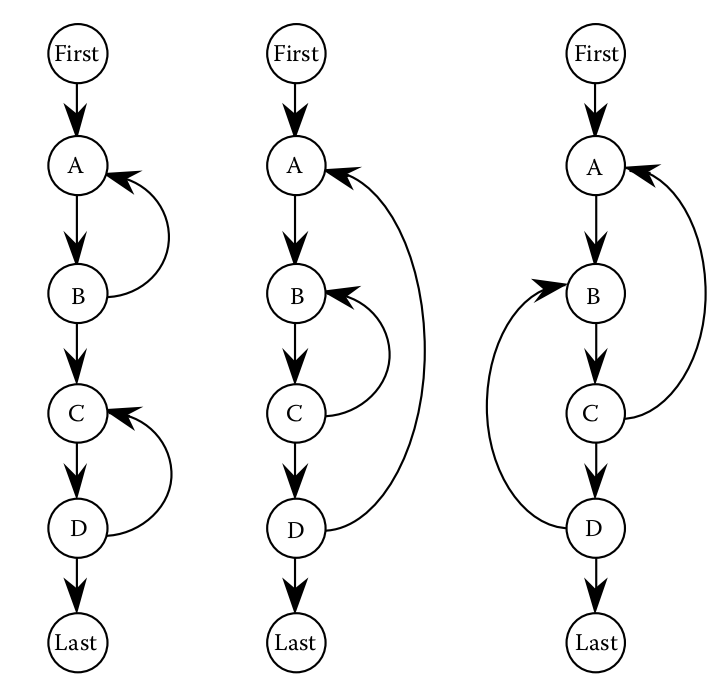 First First First
A A A
B B B
C C C
D D D
Last Last Last